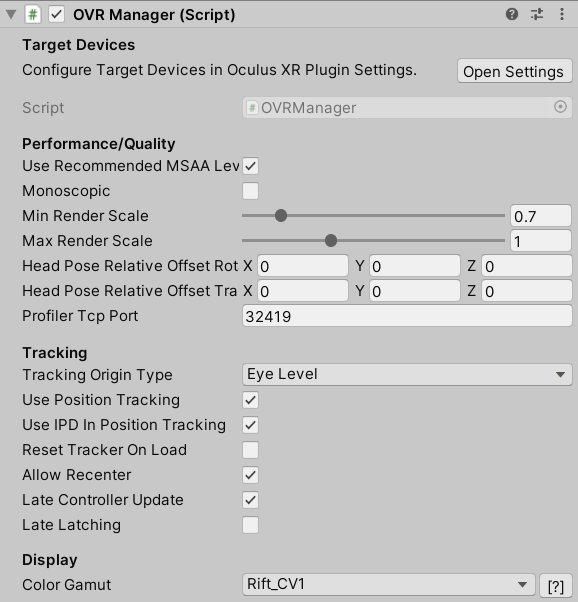 # OVR Manager (Script)
Target Devices
Configure Target Devices in Oculus XR Plugin Settings. Open Settings
Script # OVRManager
Performance/Quality
Use Recommended MSAA Lev
Monoscopic
Min Render Scale 0.7
Max Render Scale 1
Head Pose Relative Offset Rot X 0 Y 0 Z 0
Head Pose Relative Offset Tra X 0 Y 0 Z 0
Profiler Tcp Port 32419
Tracking
Tracking Origin Type Eye Level
Use Position Tracking
Use IPD In Position Tracking
Reset Tracker On Load
Allow Recenter
Late Controller Update
Late Latching
Display
Color Gamut Rift_CV1 [?]